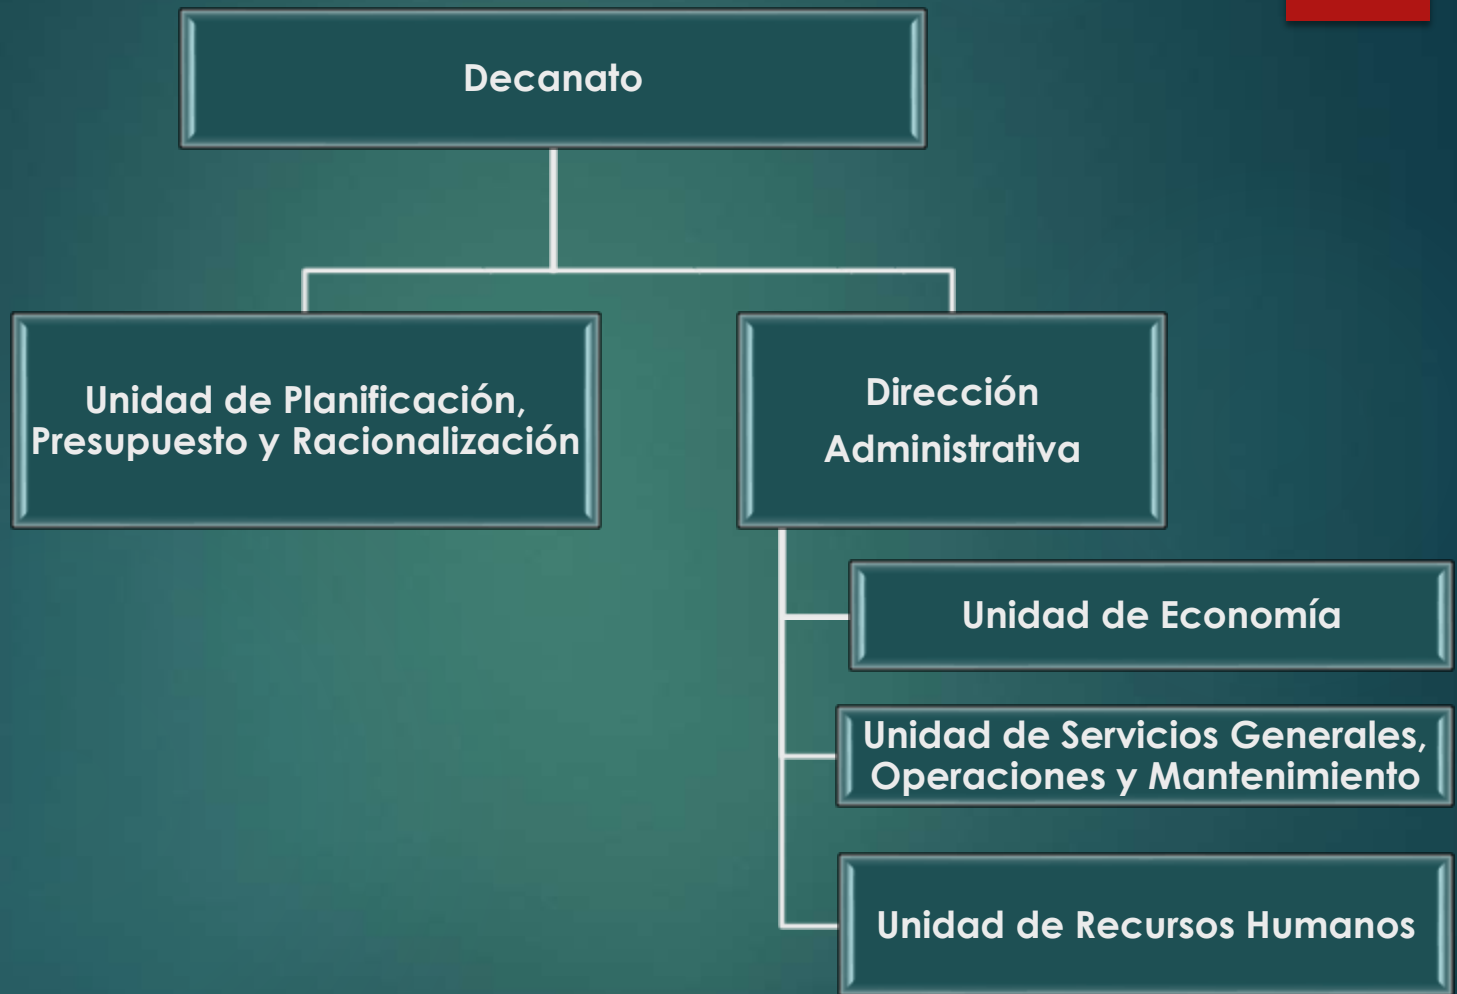 Decanato
Unidad de Planificación,
Presupuesto y Racionalización
Dirección
Administrativa
Unidad de Economía
Unidad de Servicios Generales,
Operaciones y Mantenimiento
Unidad de Recursos Humanos